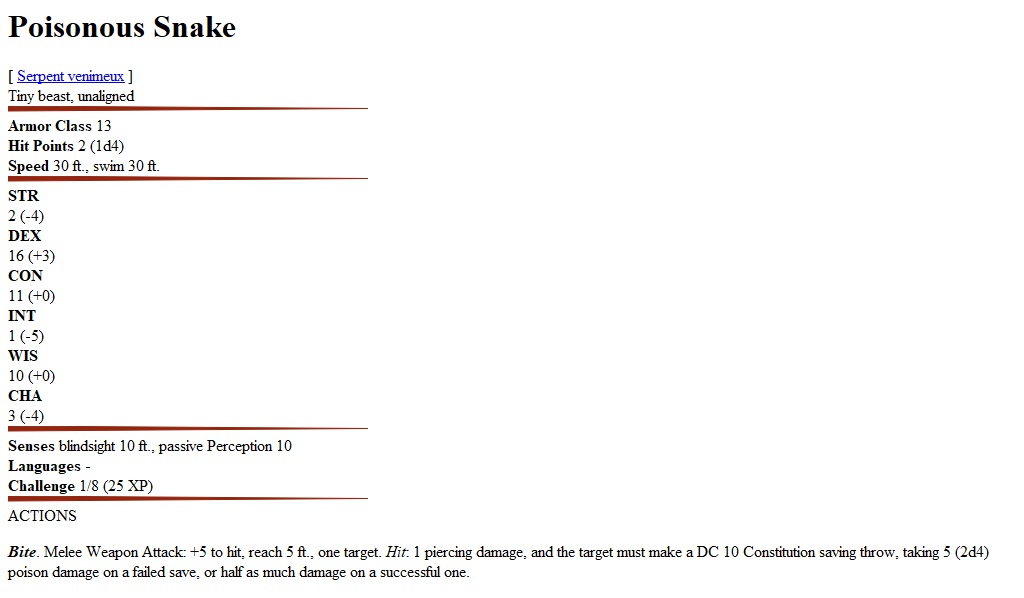 Poisonous Snake
[ Serpent venimeux ]
Tiny beast, unaligned
Armor Class 13
Hit Points 2 (1d4)
Speed 30 ft., swim 30 ft.
STR
2 (-4)
DEX
16 (+3)
CON
11 (+0)
INT
1 (-5)
WIS
10 (+0)
CHA
3 (-4)
Senses blindsight 10 ft., passive Perception 10
Languages -
Challenge 1/8 (25 XP)
ACTIONS
Bite. Melee Weapon Attack: +5 to hit, reach 5 ft., one target. Hit: 1 piercing damage, and the target must make a DC 10 Constitution saving throw, taking 5 (2d4)
poison damage on a failed save, or half as much damage on a successful one.